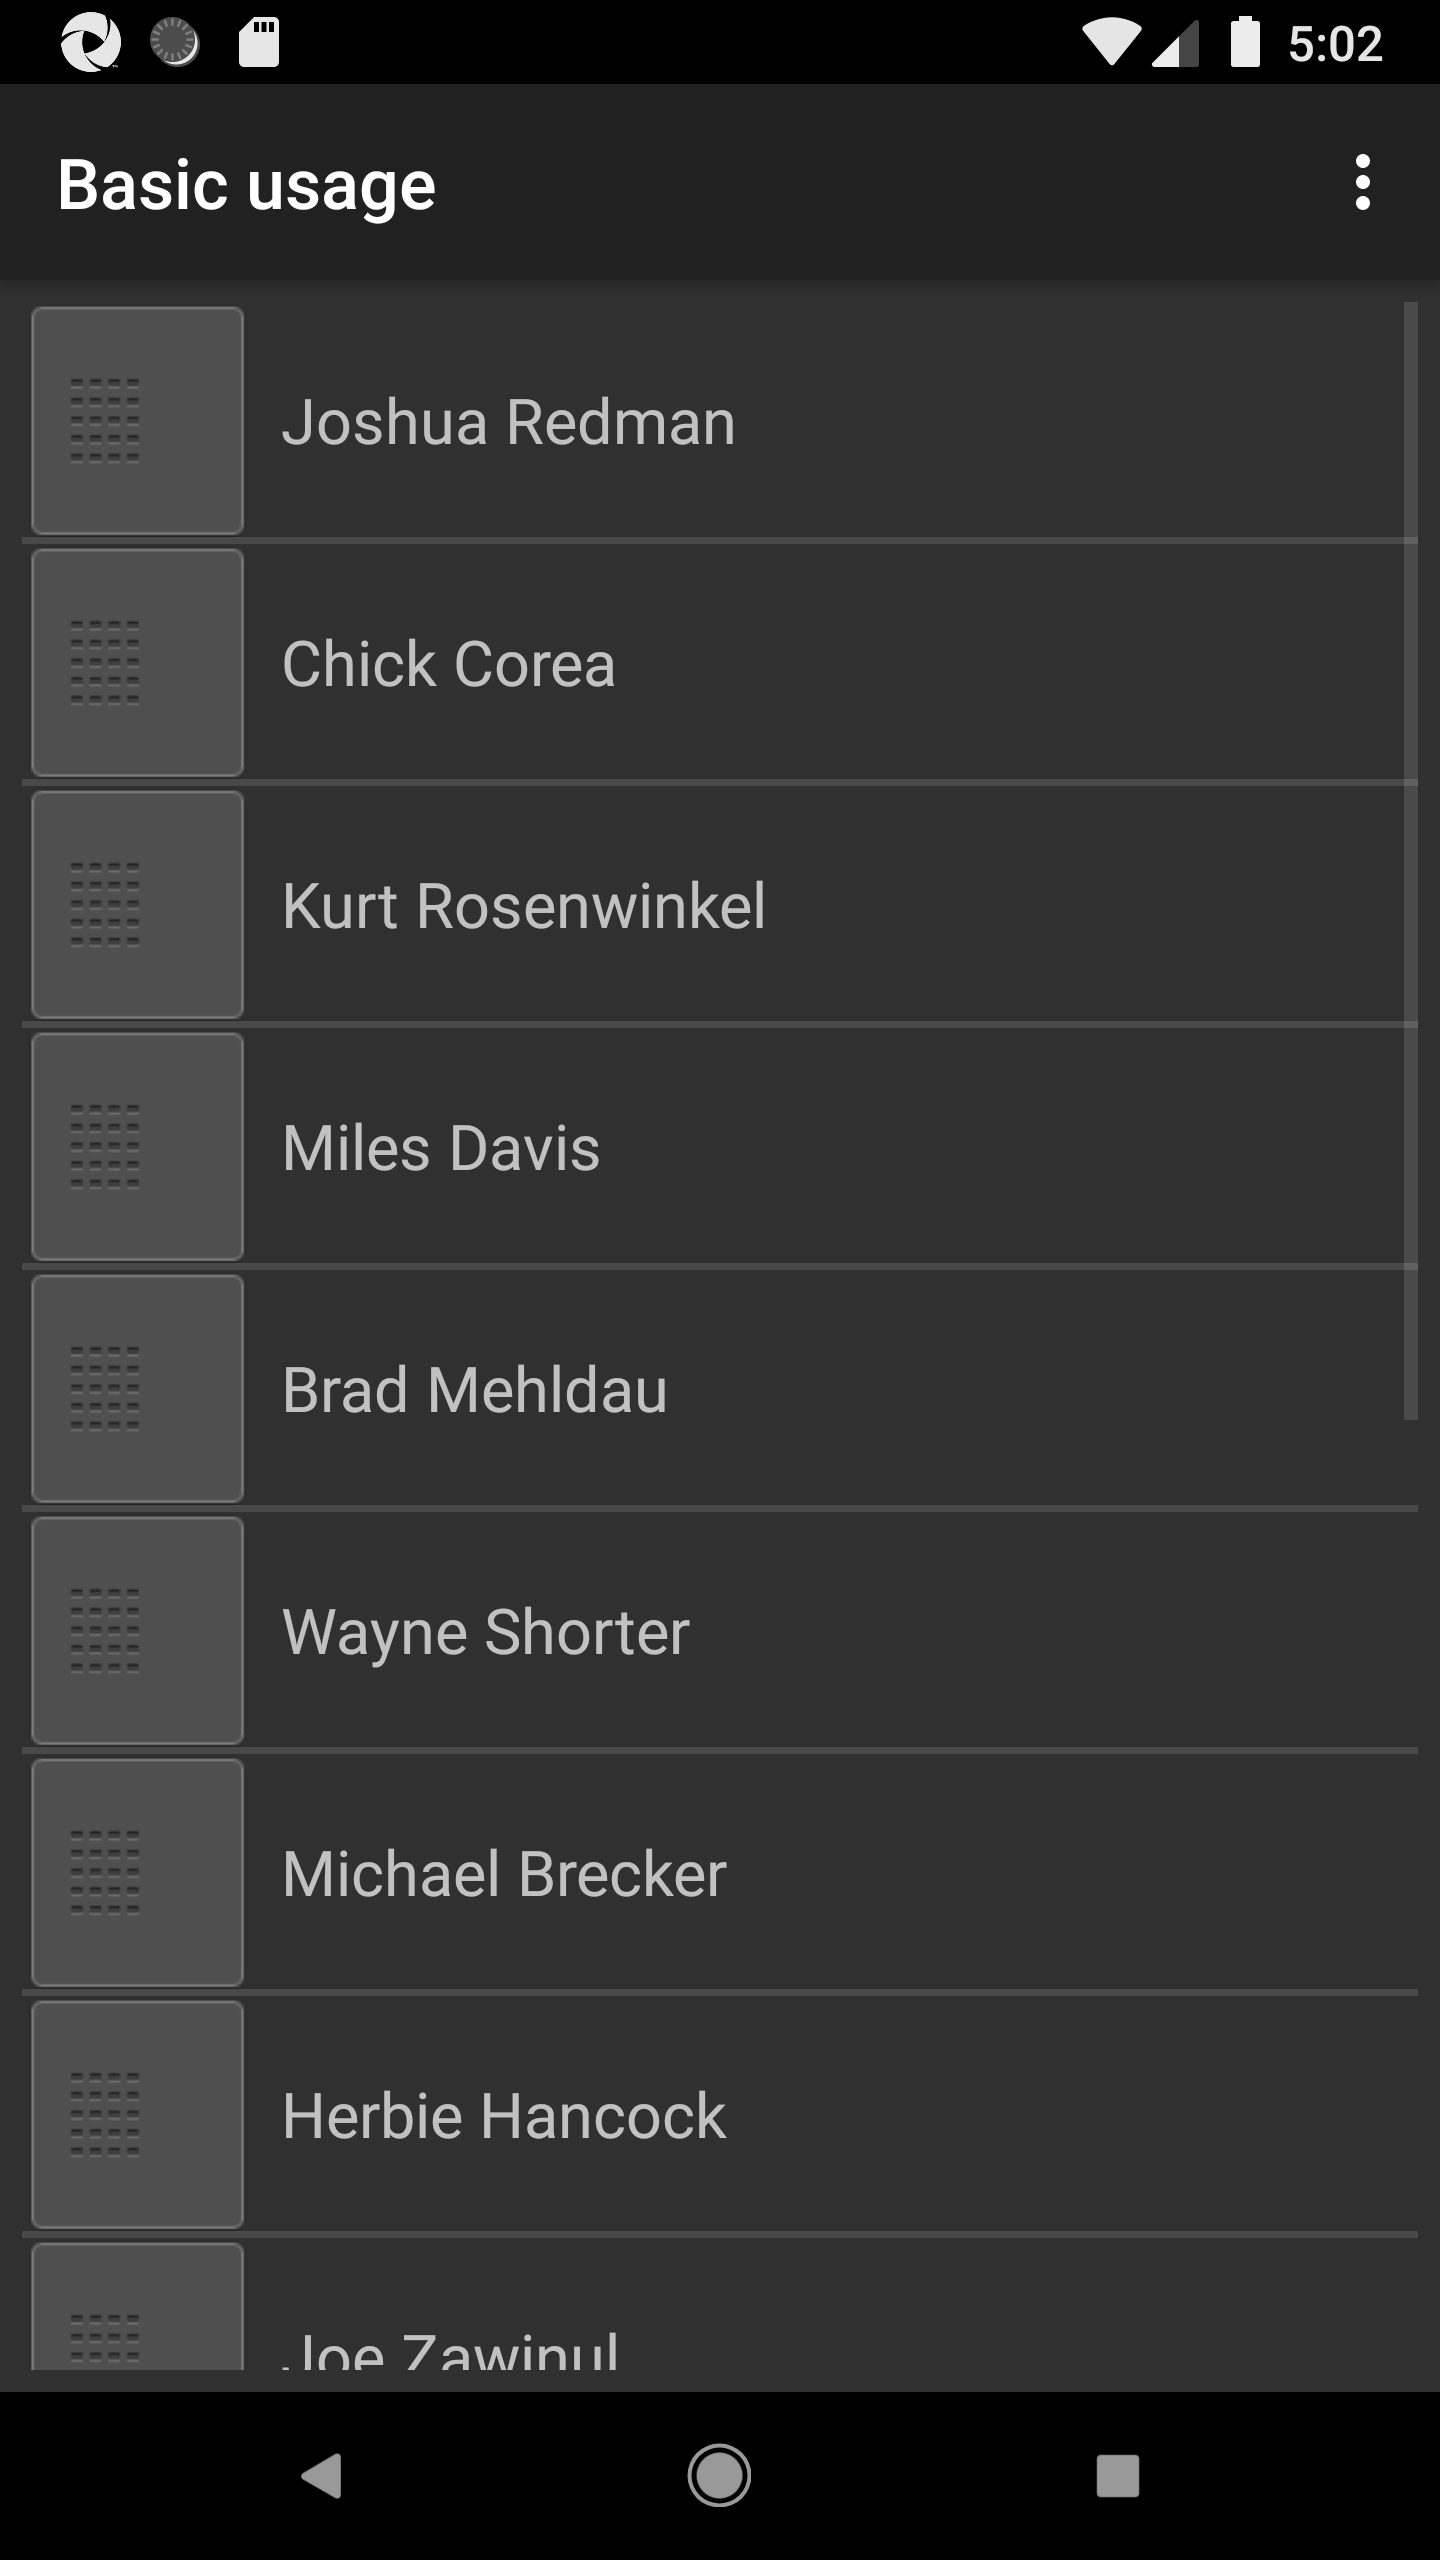 5:02
Basic usage
Joshua Redman
Chick Corea
Kurt Rosenwinkel
Miles Davis
Brad Mehldau
Wayne Shorter
Michael Brecker
Herbie Hancock
Joe Zawinul